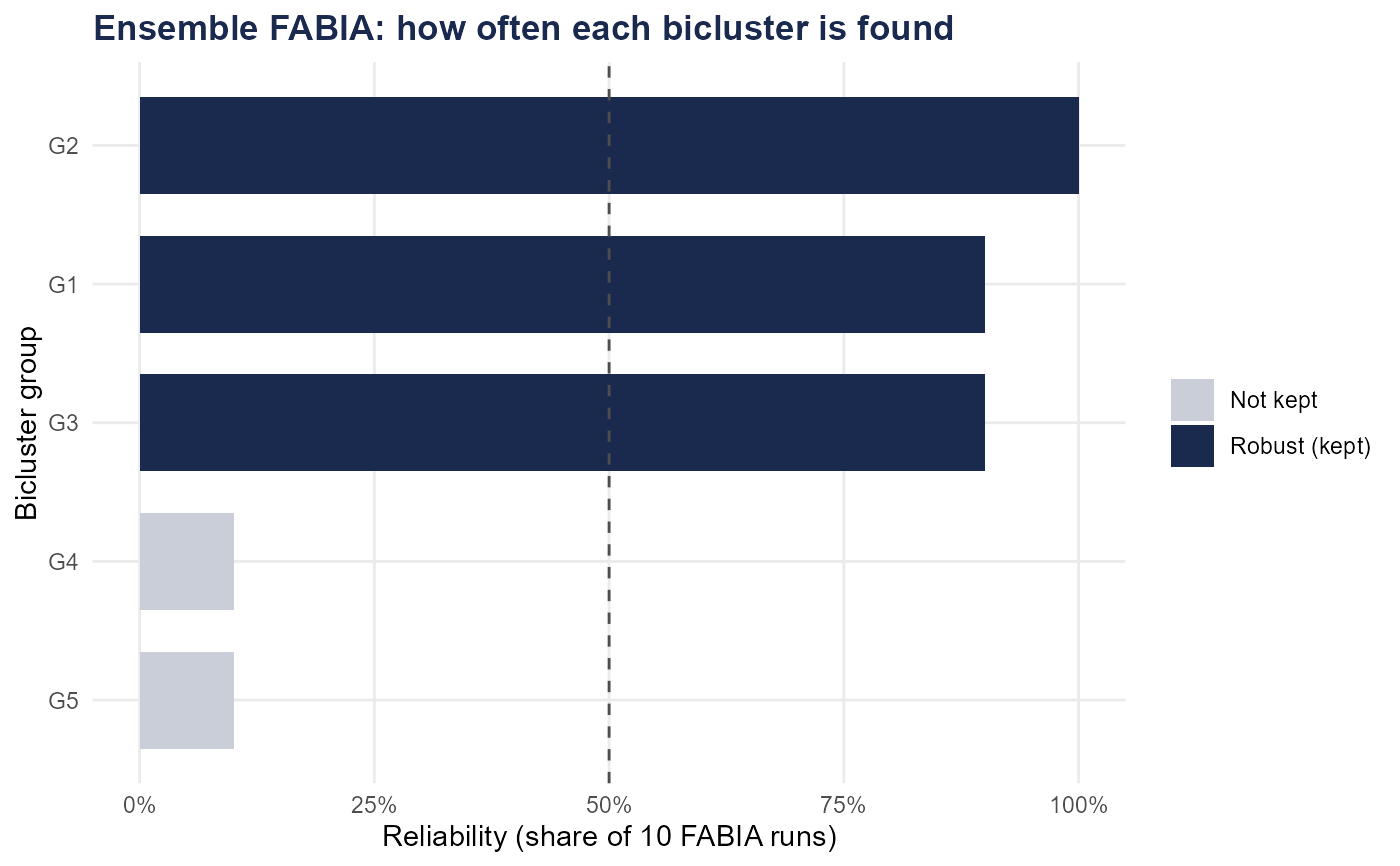 Ensemble FABIA: how often each bicluster is found
Bicluster group
G2
G1
G3
G4
G5
0% 25% 50% 75% 100%
Reliability (share of 10 FABIA runs)
Not kept
Robust (kept)